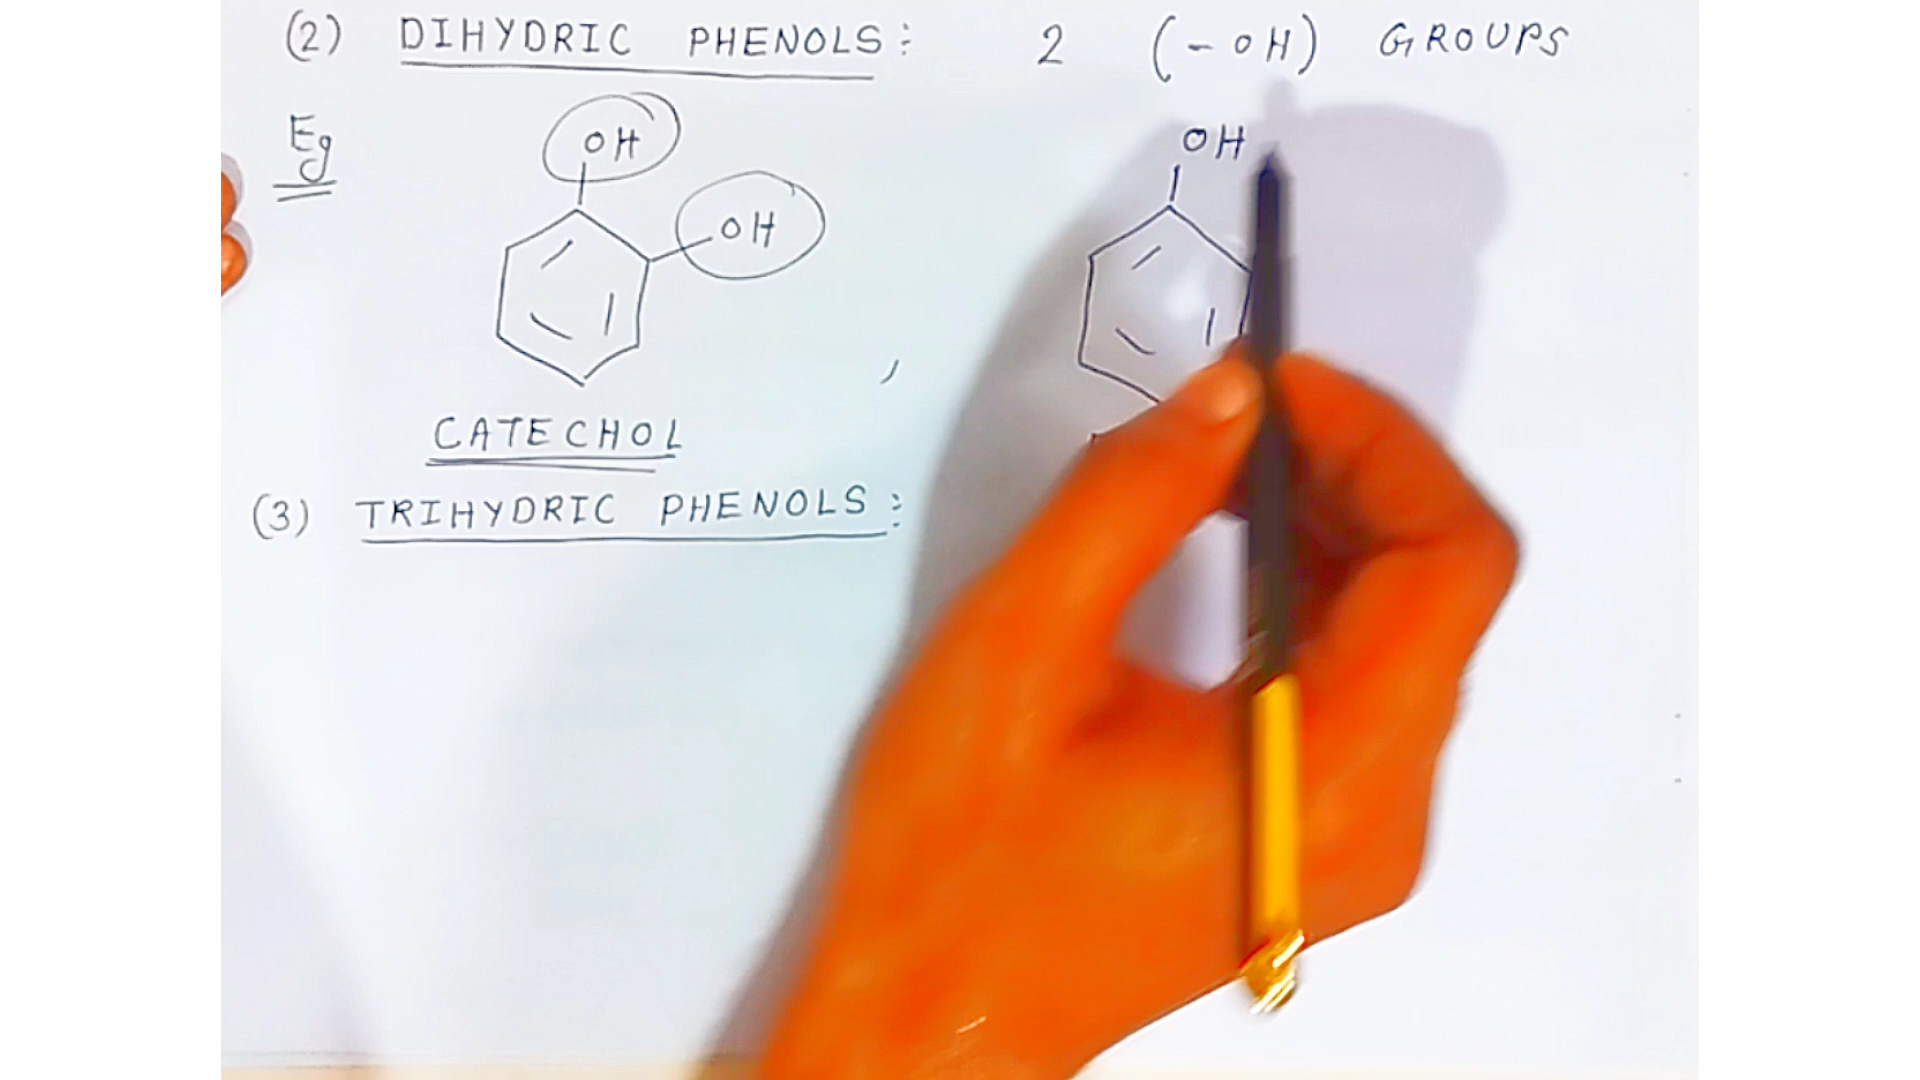 (2) DIHYDRIC PHENOLS: 2 (-OH) GROUPS
Eg
OH
OH
OH
,
CATECHOL
(3) TRIHYDRIC PHENOLS: